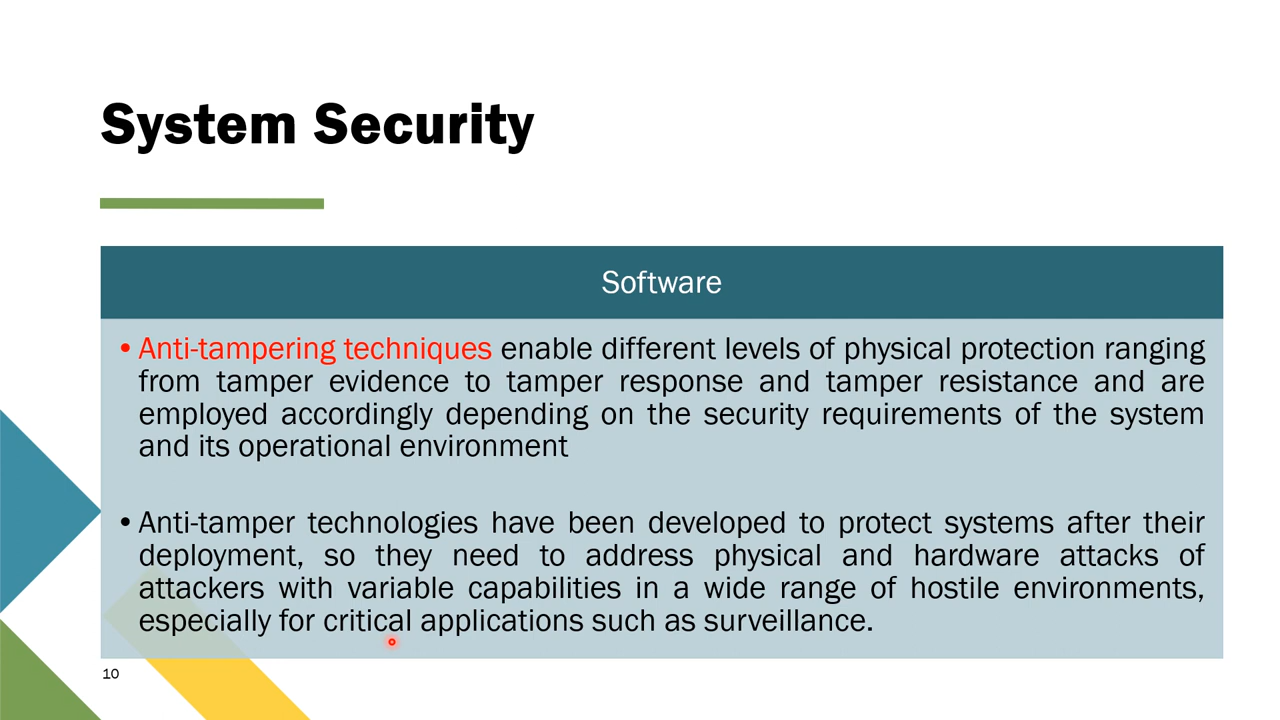 System Security
Software
• Anti-tampering techniques enable different levels of physical protection ranging
from tamper evidence to tamper response and tamper resistance and are
employed accordingly depending on the security requirements of the system
and its operational environment
• Anti-tamper technologies have been developed to protect systems after their
deployment, so they need to address physical and hardware attacks of
attackers with variable capabilities in a wide range of hostile environments,
especially for critical applications such as surveillance.
10